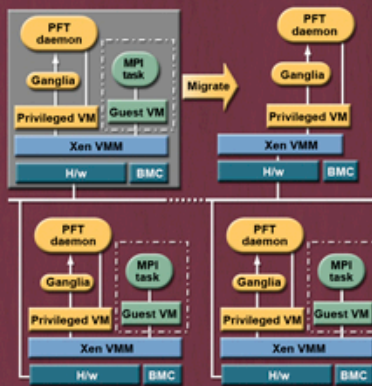 PFT
daemon
Ganglia
Privileged VM
MPI
task
Guest VM
Xen VMM
H/w
BMC
Migrate
PFT
daemon
Ganglia
Privileged VM
Xen VMM
H/w
BMC
PFT
daemon
Ganglia
Privileged VM
MPI
task
Guest VM
Xen VMM
H/w
BMC
PFT
daemon
Ganglia
Privileged VM
MPI
task
Guest VM
Xen VMM
H/w
BMC